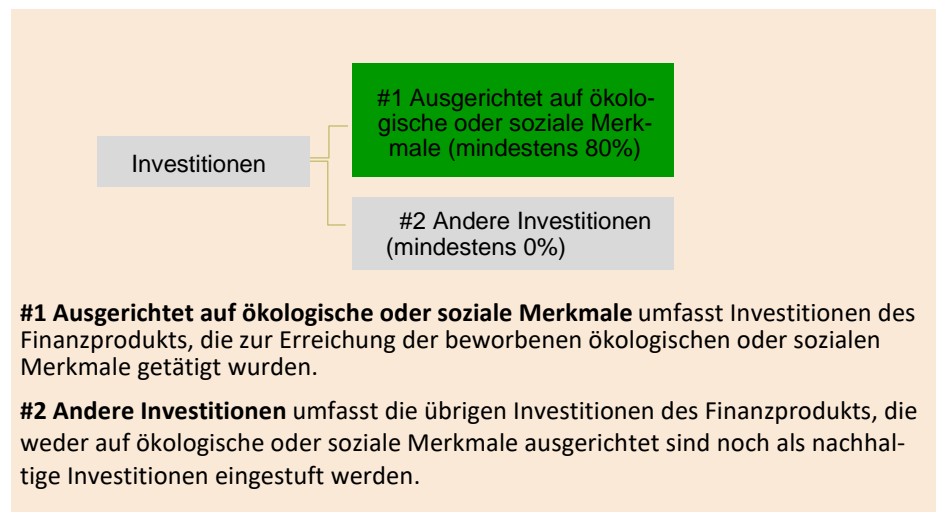 #1 Ausgerichtet auf ökolo-
gische oder soziale Merk-
male (mindestens 80%)
Investitionen
#2 Andere Investitionen
(mindestens 0%)
#1 Ausgerichtet auf ökologische oder soziale Merkmale umfasst Investitionen des
Finanzprodukts, die zur Erreichung der beworbenen ökologischen oder sozialen
Merkmale getätigt wurden.
#2 Andere Investitionen umfasst die übrigen Investitionen des Finanzprodukts, die
weder auf ökologische oder soziale Merkmale ausgerichtet sind noch als nachhal-
tige Investitionen eingestuft werden.